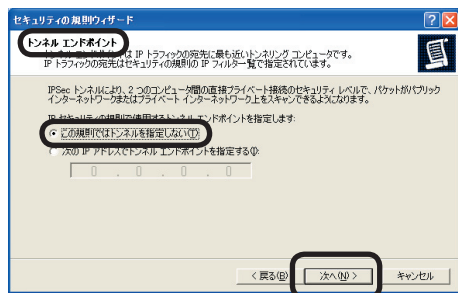 セキュリティの規則ウィザード
トンネル エンドポイント
トンネル エンドポイントは IP トラフィックの宛先に最も近いトンネリング コンピュータです。
IP トラフィックの宛先はセキュリティの規則の IP フィルター覧で指定されています。
IPSec トンネルにより、2 つのコンピュータ間の直接プライベート接続のセキュリティ レベルで、パケットがパブリック
インターネットワークまたはプライベート インターネットワーク上をスキャンできるようになります。
IP セキュリティの規則で使用するトンネル エンドポイントを指定します:
この規則ではトンネルを指定しない(T)
次の IP アドレスでトンネル エンドポイントを指定する(I):
0 . 0 . 0 . 0
< 戻る(B)
次へ(N) >
キャンセル